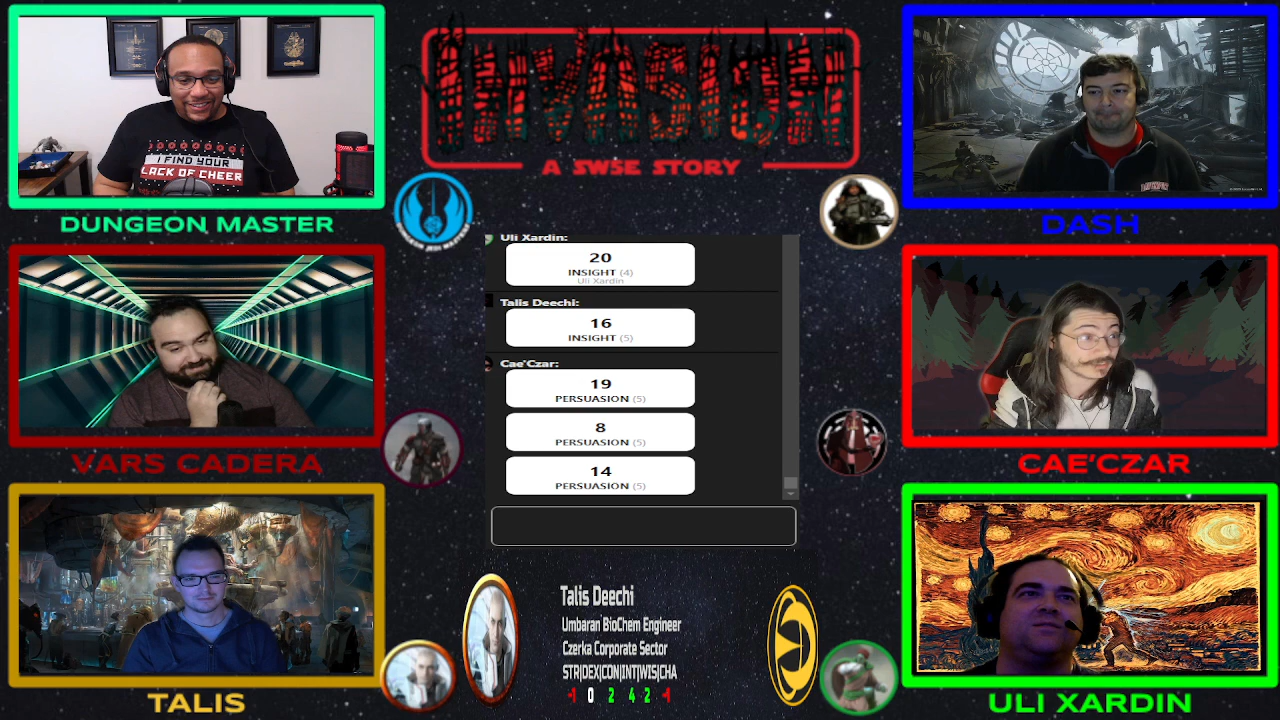 INVASION
A SWSE STORY
I FIND YOUR
LACK OF CHEER
DUNGEON MASTER
DASH
DUNGEON JEDI MASTERS
Uli Xardin:
20
INSIGHT (4)
Uli Xardin
Talis Deechi:
16
INSIGHT (5)
Cae'Czar:
19
PERSUASION (5)
8
PERSUASION (5)
14
PERSUASION (5)
VARS CADERA
CAE'CZAR
Talis Deechi
Umbaran BioChem Engineer
Czerka Corporate Sector
STR|DEX|CON|INT|WIS|CHA
-1 0 2 4 2 -1
TALIS
ULI XARDIN